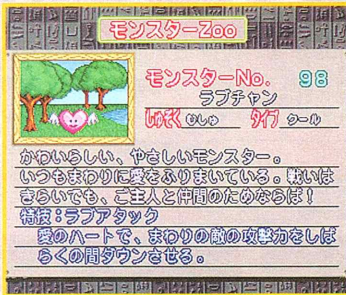 モンスターZoo
モンスターNo. 98
ラブチャン
しゅぞく むしゅ タイプ クール
かわいらしい、やさしいモンスター。
いつもまわりに愛をふりまいている。戦いは
きらいでも、ご主人と仲間のためならば！
特技：ラブアタック
愛のハートで、まわりの敵の攻撃力をしば
らくの間ダウンさせる。